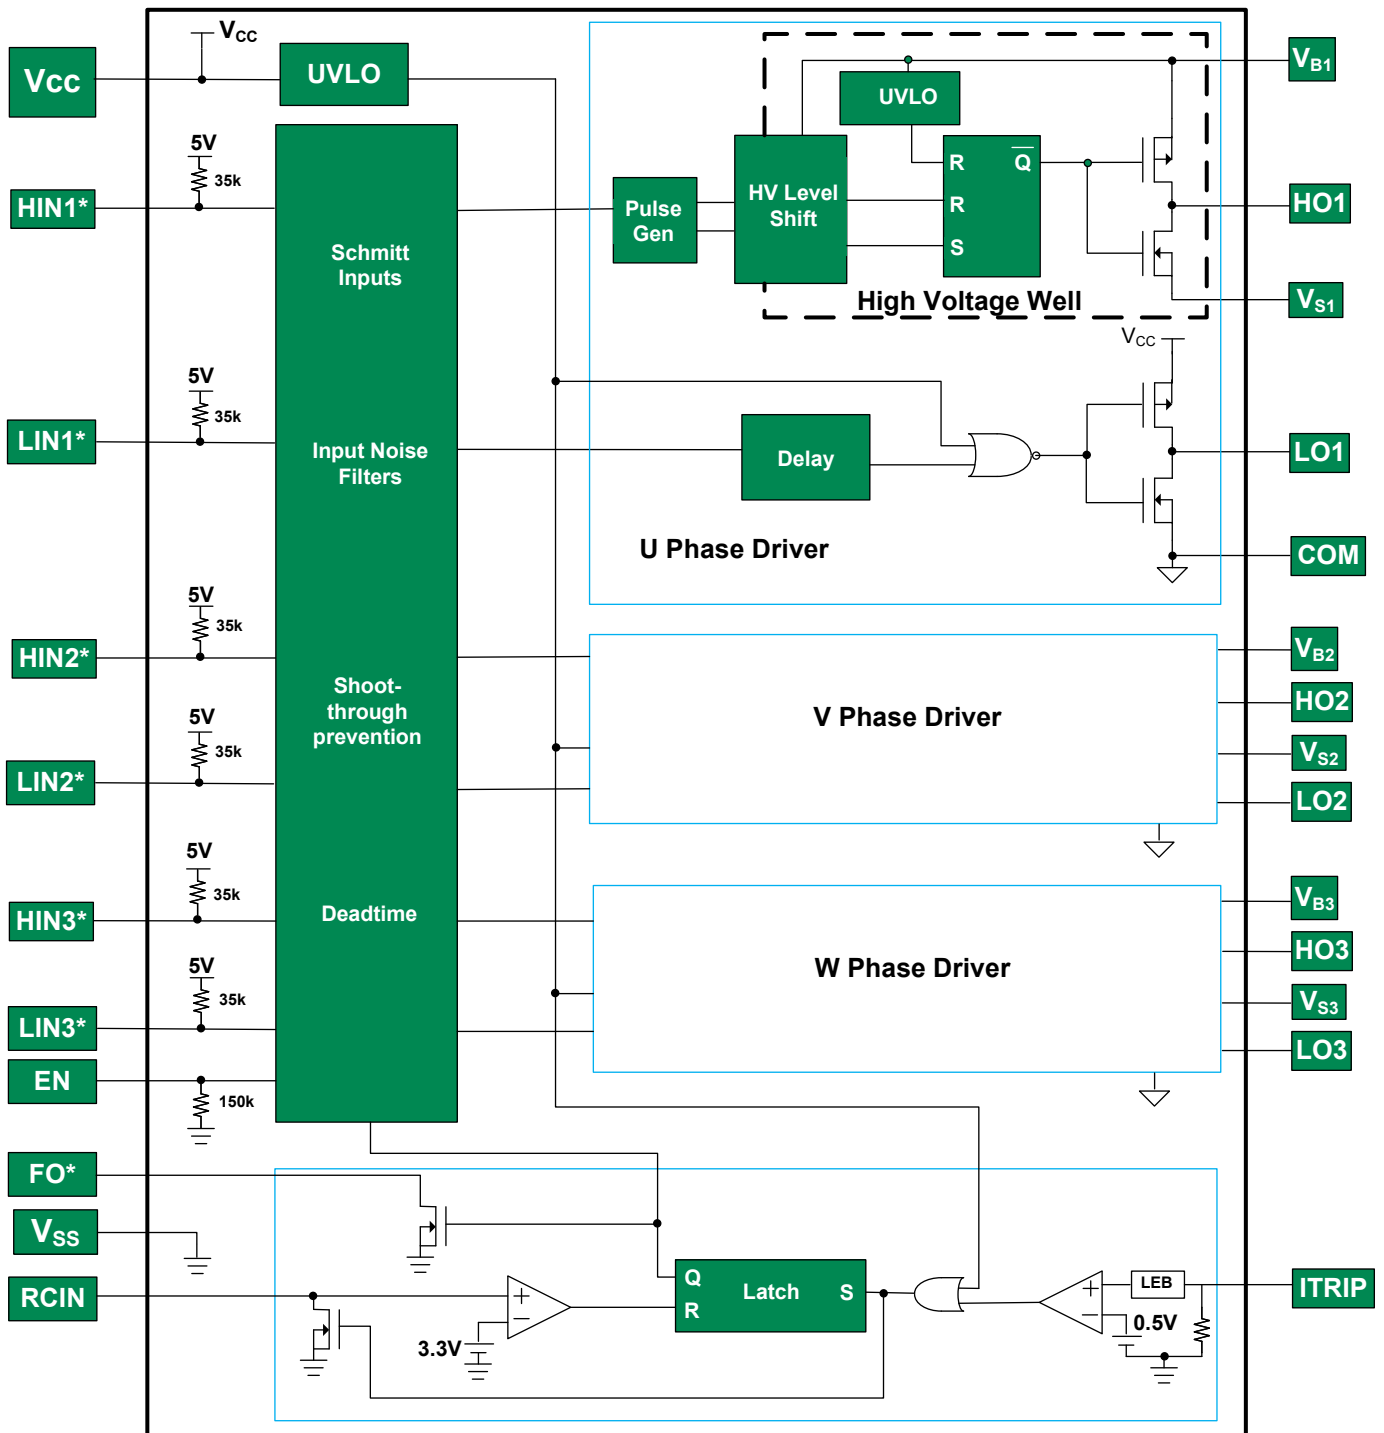 Vcc
VCC
UVLO
VB1
UVLO
5V
35k
HIN1*
Schmitt
Inputs
Pulse
Gen
HV Level
Shift
R
R
S
Q
HO1
High Voltage Well
VS1
5V
35k
LIN1*
Input Noise
Filters
Delay
VCC
LO1
U Phase Driver
COM
5V
35k
HIN2*
Shoot-
through
prevention
V Phase Driver
VB2
HO2
VS2
LO2
5V
35k
LIN2*
5V
35k
HIN3*
Deadtime
W Phase Driver
VB3
HO3
VS3
LO3
5V
35k
LIN3*
EN
150k
FO*
VSS
RCIN
+
−
3.3V
Q
R
Latch
S
+
−
LEB
0.5V
ITRIP